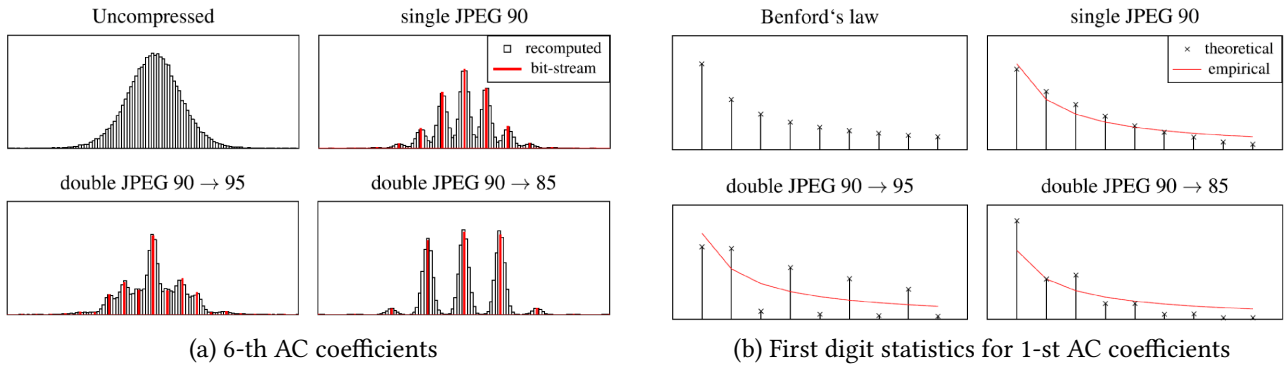 Uncompressed
single JPEG 90
recomputed
bit-stream
double JPEG 90 → 95
double JPEG 90 → 85
(a) 6-th AC coefficients
Benford‘s law
single JPEG 90
theoretical
empirical
double JPEG 90 → 95
double JPEG 90 → 85
(b) First digit statistics for 1-st AC coefficients